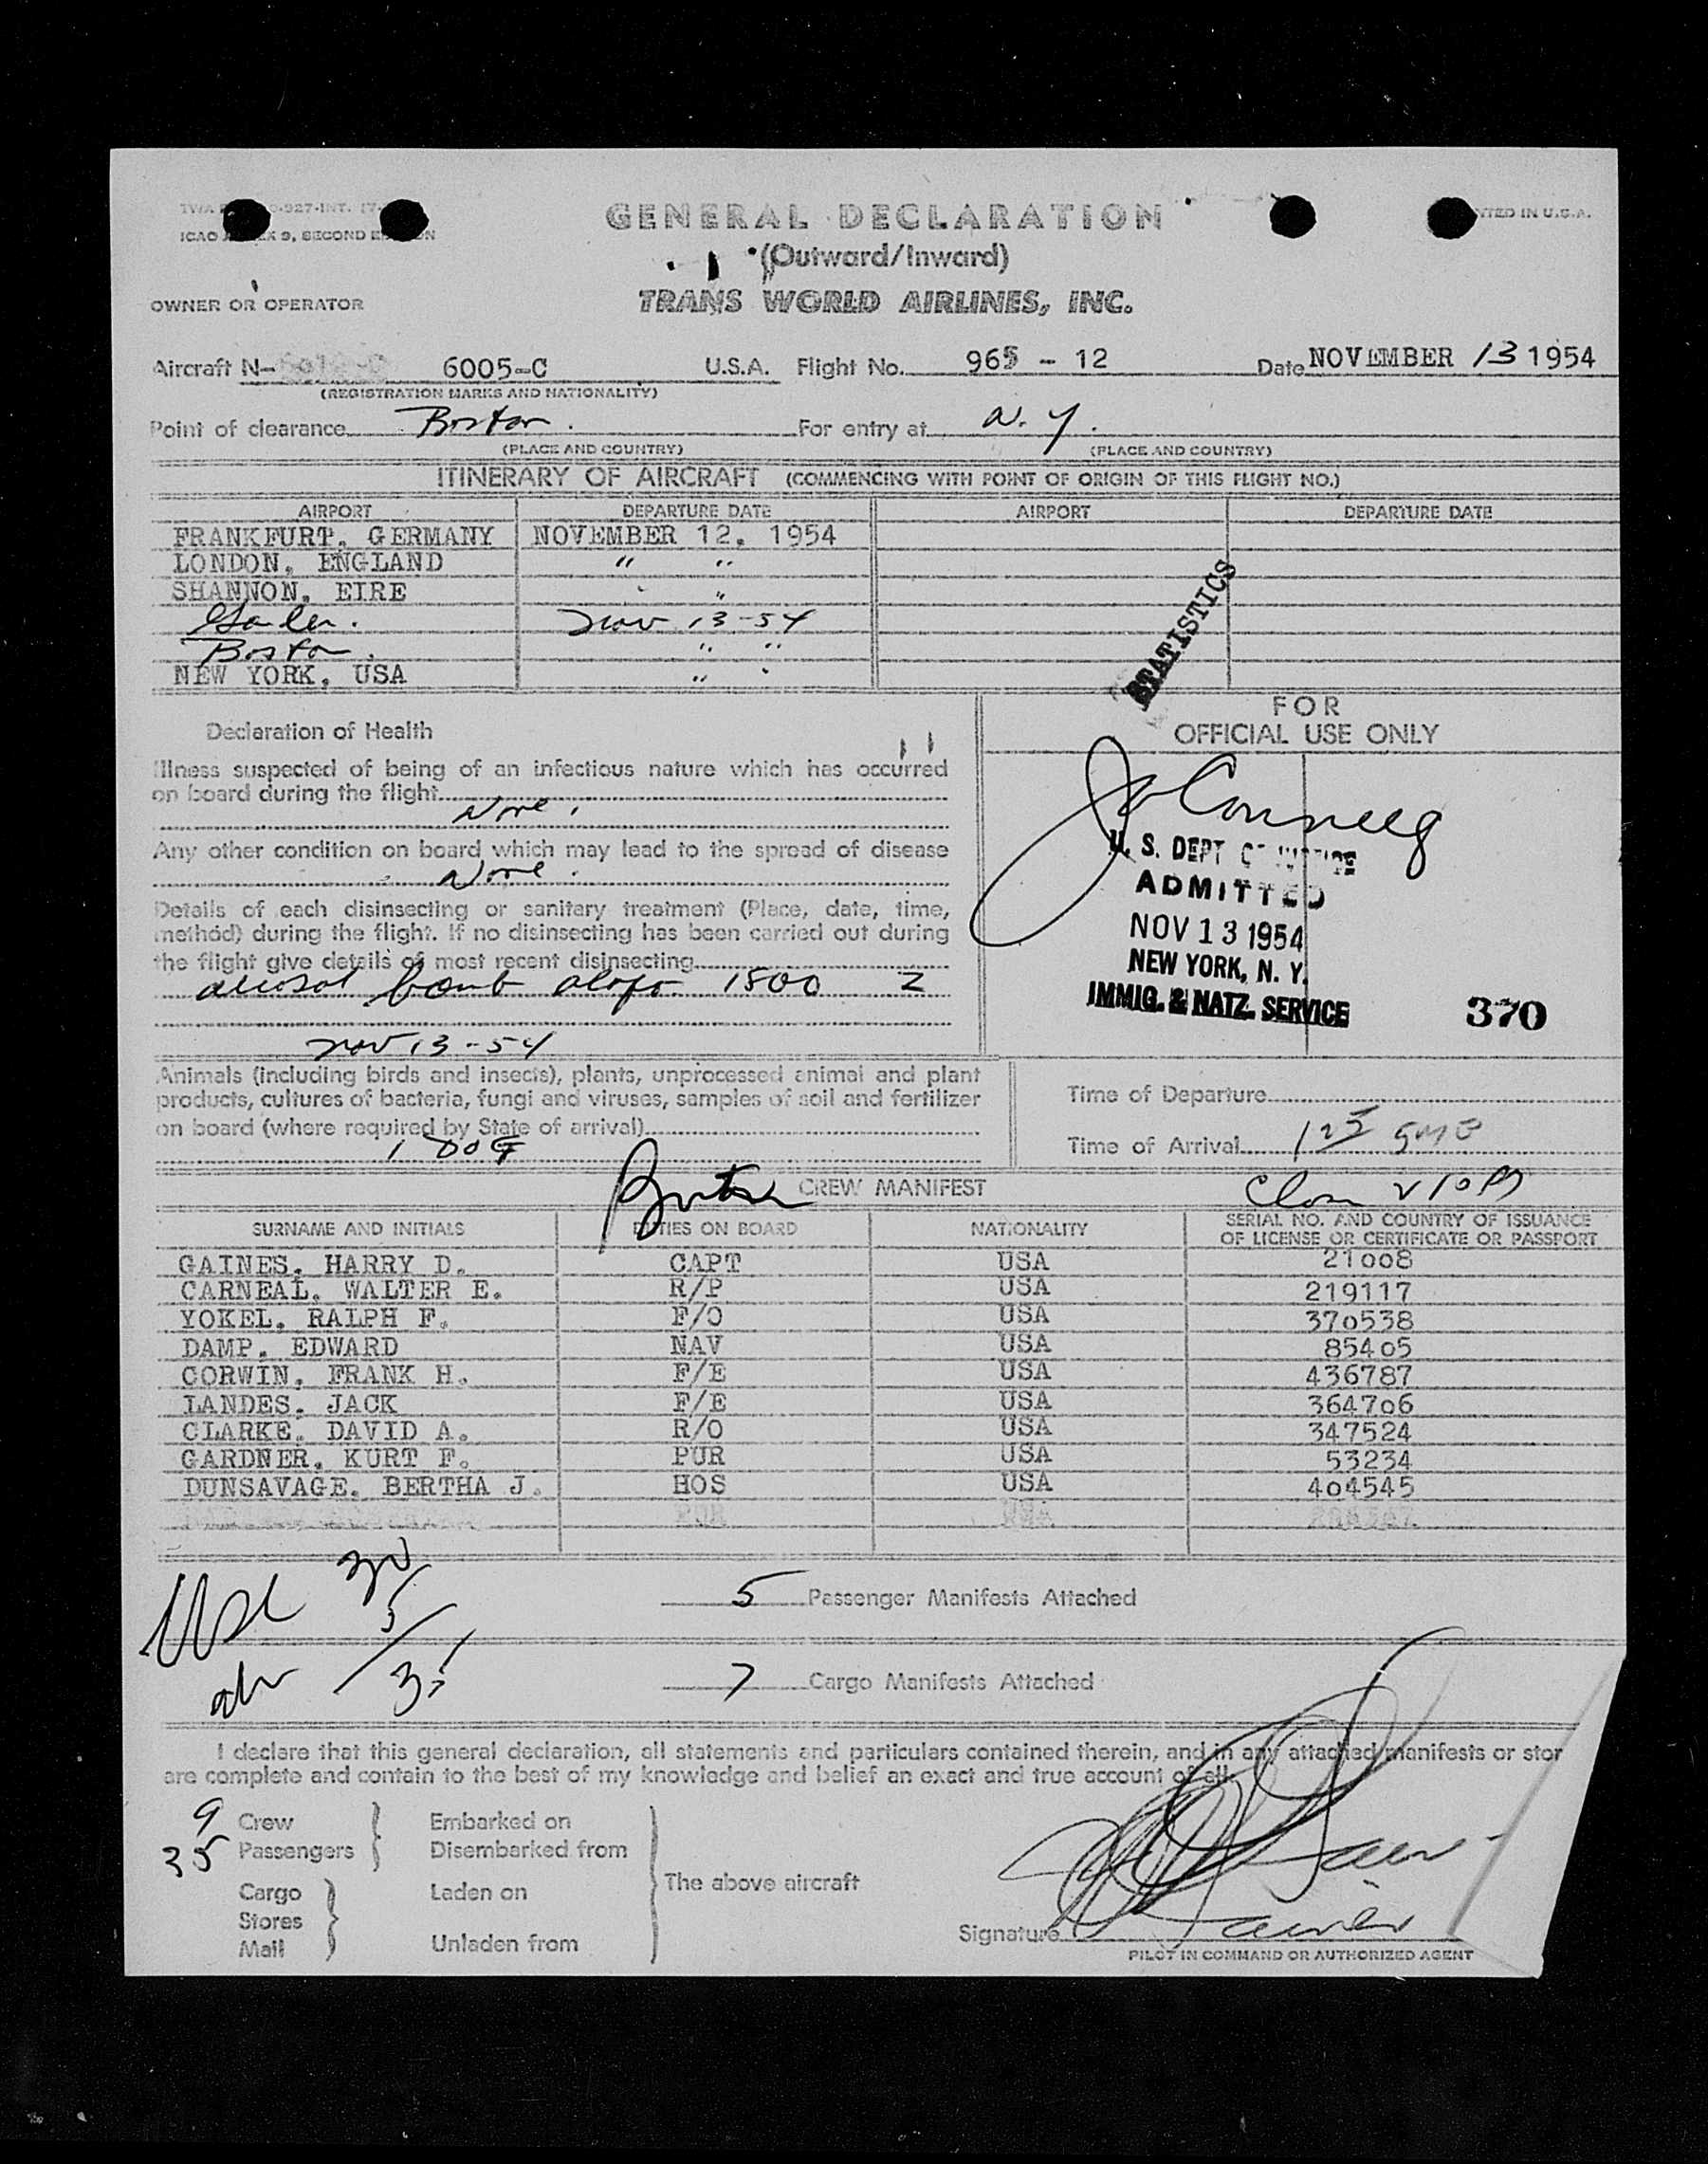 GENERAL DECLARATION
(Outward/Inward)
OWNER OR OPERATOR TRANS WORLD AIRLINES, INC.
Aircraft N- 6005-C U.S.A. Flight No. 965 - 12 Date NOVEMBER 13 1954
(REGISTRATION MARKS AND NATIONALITY)
Point of clearance Boston. For entry at N. Y.
(PLACE AND COUNTRY) (PLACE AND COUNTRY)
ITINERARY OF AIRCRAFT (COMMENCING WITH POINT OF ORIGIN OF THIS FLIGHT NO.)
AIRPORT DEPARTURE DATE AIRPORT DEPARTURE DATE
FRANKFURT, GERMANY NOVEMBER 12, 1954
LONDON, ENGLAND " "
SHANNON, EIRE "
Nov 13-54
Boston. " "
NEW YORK, USA "
STATISTICS
Declaration of Health
FOR
OFFICIAL USE ONLY
Illness suspected of being of an infectious nature which has occurred
on board during the flight
None.
Any other condition on board which may lead to the spread of disease
None.
Details of each disinsecting or sanitary treatment (Place, date, time,
method) during the flight. If no disinsecting has been carried out during
the flight give details of most recent disinsecting
aerosol bomb 1500 Z
Nov 13-54
U. S. DEPT OF JUSTICE
ADMITTED
NOV 13 1954
NEW YORK, N. Y.
IMMIG. & NATZ. SERVICE 370
Animals (including birds and insects), plants, unprocessed animal and plant
products, cultures of bacteria, fungi and viruses, samples of soil and fertilizer
on board (where required by State of arrival)
1 DOG
Time of Departure
Time of Arrival
CREW MANIFEST
SURNAME AND INITIALS DUTIES ON BOARD NATIONALITY SERIAL NO. AND COUNTRY OF ISSUANCE
OF LICENSE OR CERTIFICATE OR PASSPORT
GAINES, HARRY D. CAPT USA 21008
CARNEAL, WALTER E. R/P USA 219117
YOKEL, RALPH F. F/O USA 370538
DAMP, EDWARD NAV USA 85405
CORWIN, FRANK H. F/E USA 436787
LANDES, JACK F/E USA 364706
CLARKE, DAVID A. R/O USA 347524
GARDNER, KURT F. PUR USA 53234
DUNSAVAGE, BERTHA J. HOS USA 404545
5 Passenger Manifests Attached
7 Cargo Manifests Attached
I declare that this general declaration, all statements and particulars contained therein, and in any attached manifests or stor
are complete and contain to the best of my knowledge and belief an exact and true account of all
9 Crew Embarked on
35 Passengers Disembarked from
The above aircraft
Cargo Laden on
Stores
Mail Unladen from
Signature
PILOT IN COMMAND OR AUTHORIZED AGENT